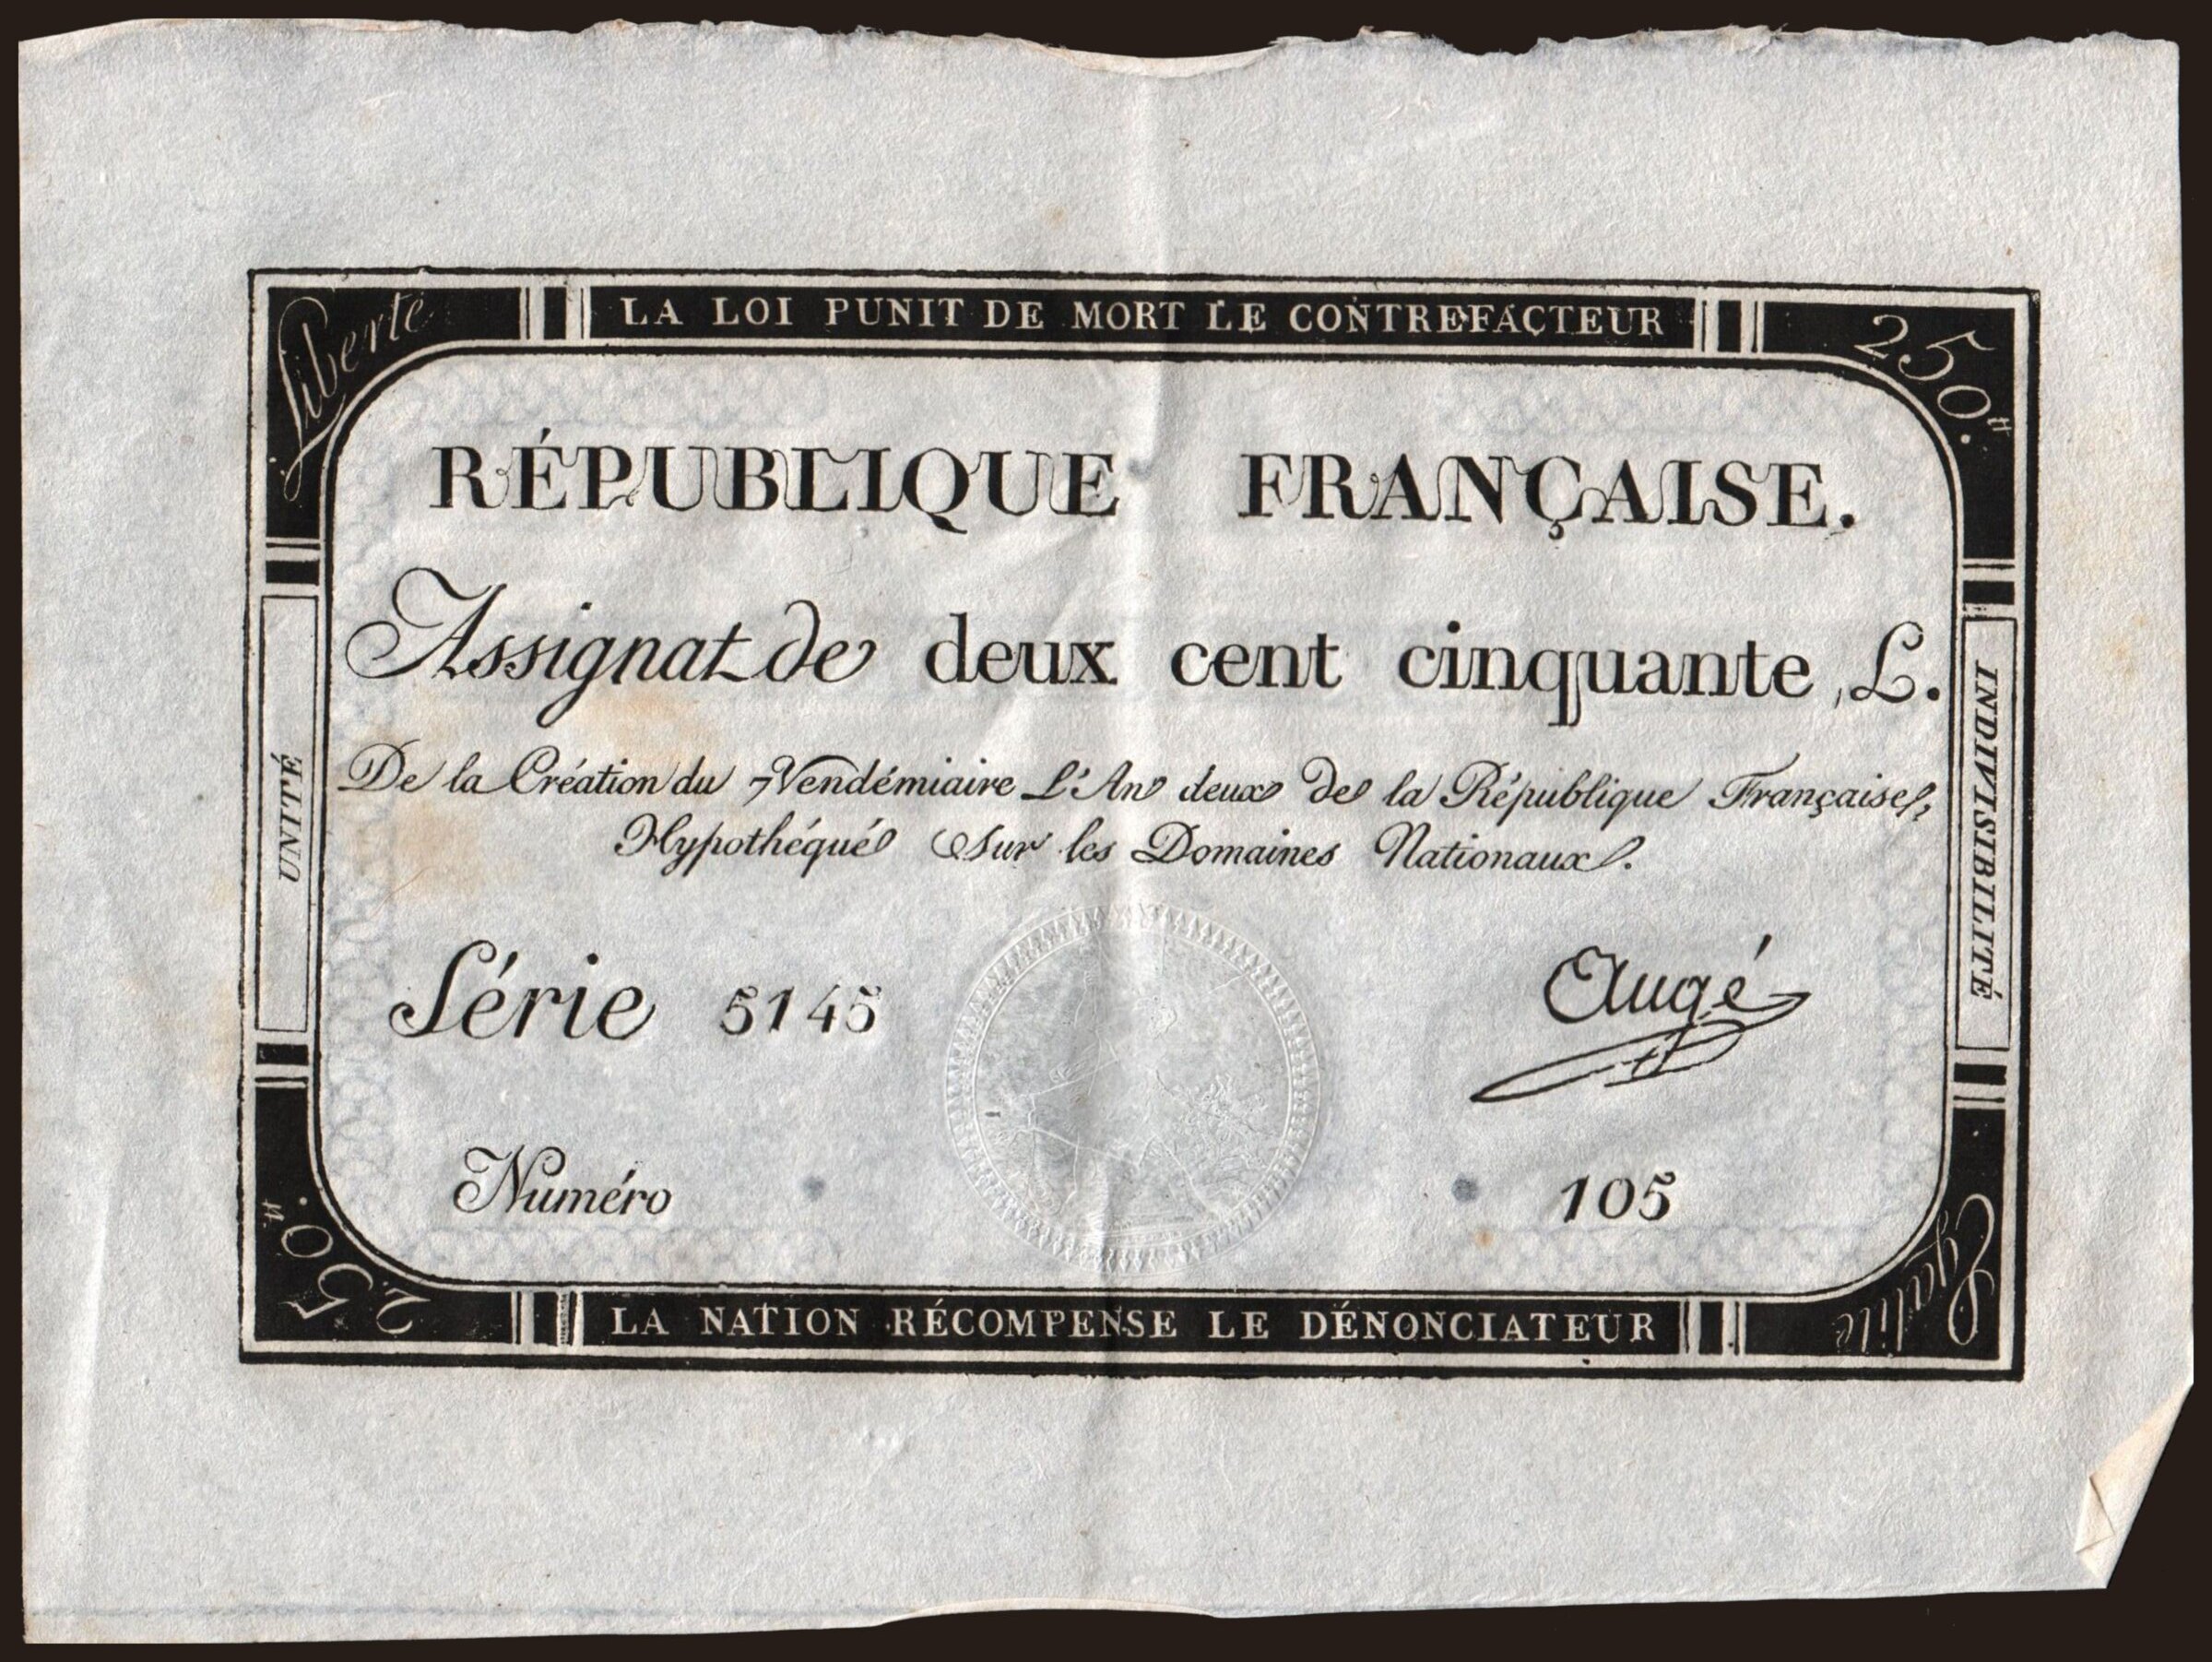 Liberté
LA LOI PUNIT DE MORT LE CONTREFACTEUR
250.
RÉPUBLIQUE FRANÇAISE.
Assignat de deux cent cinquante L.
De la Création du 7 Vendémiaire L'An deux de la République Française,
Hypothéqué Sur les Domaines Nationaux.
UNITÉ
INDIVISIBILITÉ
Série 5145
Augé
Numéro
105
250.
LA NATION RÉCOMPENSE LE DÉNONCIATEUR
Egalité